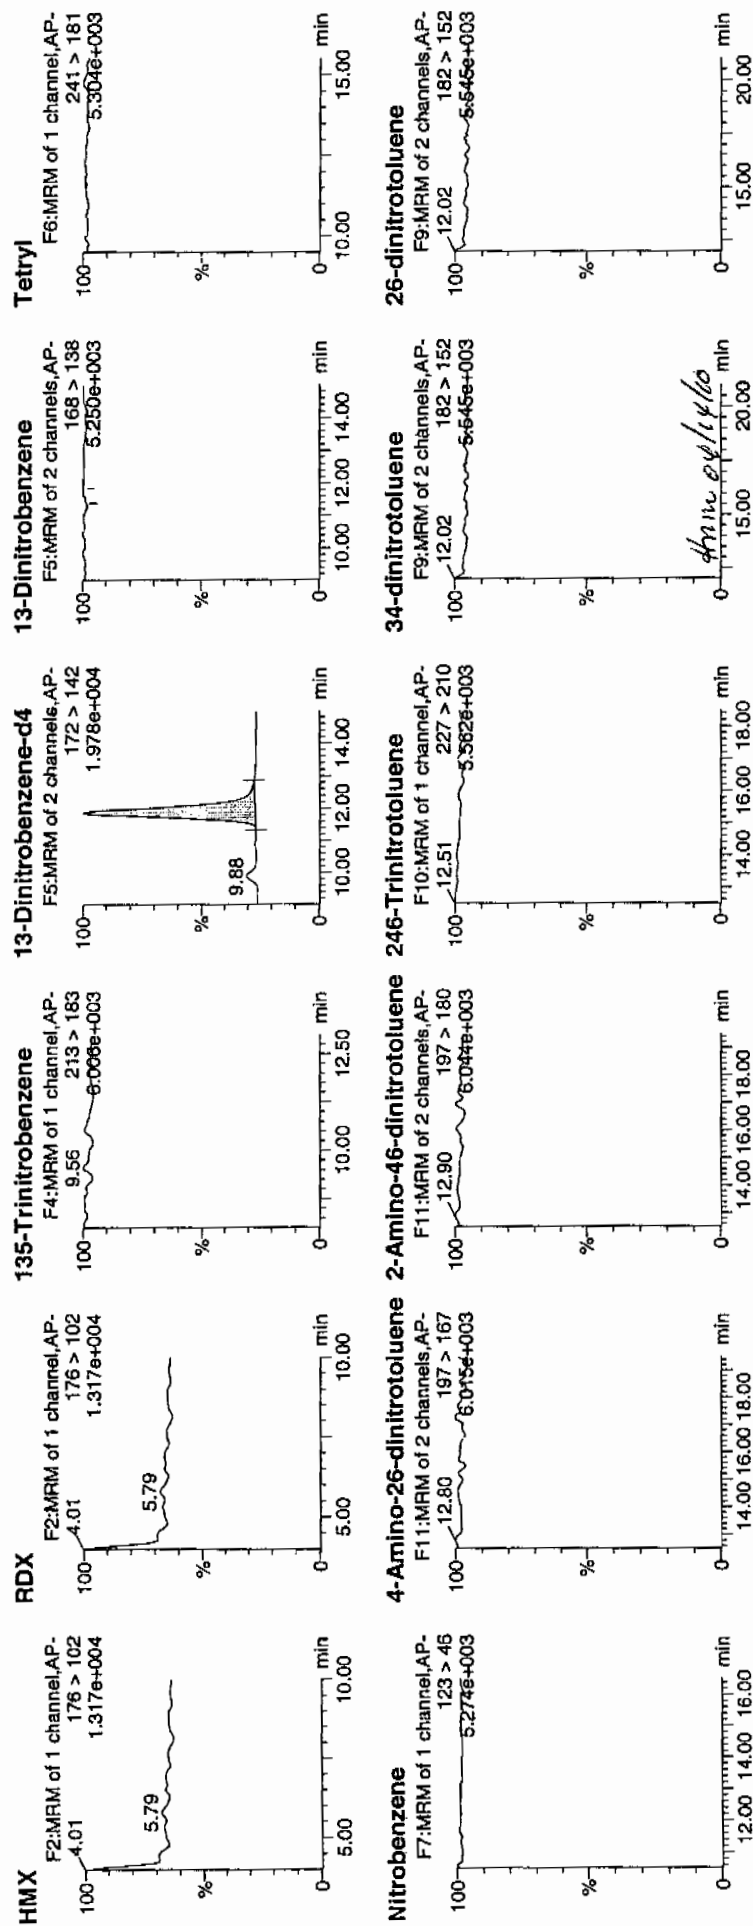 HMX
F2:MRM of 1 channel,AP-
176 > 102
1.317e+004
100
4.01
5.79
%
0
5.00
10.00
min
RDX
F2:MRM of 1 channel,AP-
176 > 102
1.317e+004
100
4.01
5.79
%
0
5.00
10.00
min
135-Trinitrobenzene
F4:MRM of 1 channel,AP-
213 > 183
6.006e+003
100
9.56
%
0
10.00
12.50
min
13-Dinitrobenzene-d4
F5:MRM of 2 channels,AP-
172 > 142
1.978e+004
100
9.88
%
0
10.00
12.00
14.00
min
13-Dinitrobenzene
F5:MRM of 2 channels,AP-
168 > 138
5.250e+003
100
%
0
10.00
12.00
14.00
min
Tetryl
F6:MRM of 1 channel,AP-
241 > 181
5.304e+003
100
%
0
10.00
15.00
min
Nitrobenzene
F7:MRM of 1 channel,AP-
123 > 46
5.274e+003
100
%
0
12.00
14.00
16.00
min
4-Amino-26-dinitrotoluene
F11:MRM of 2 channels,AP-
197 > 167
6.015e+003
100
12.80
%
0
14.00
16.00
18.00
min
2-Amino-46-dinitrotoluene
F11:MRM of 2 channels,AP-
197 > 180
6.044e+003
100
12.90
%
0
14.00
16.00
18.00
min
246-Trinitrotoluene
F10:MRM of 1 channel,AP-
227 > 210
5.562e+003
100
12.51
%
0
14.00
16.00
18.00
min
34-dinitrotoluene
F9:MRM of 2 channels,AP-
182 > 152
5.545e+003
100
12.02
%
0
15.00
20.00
min
04/14/10
26-dinitrotoluene
F9:MRM of 2 channels,AP-
182 > 152
5.545e+003
100
12.02
%
0
15.00
20.00
min